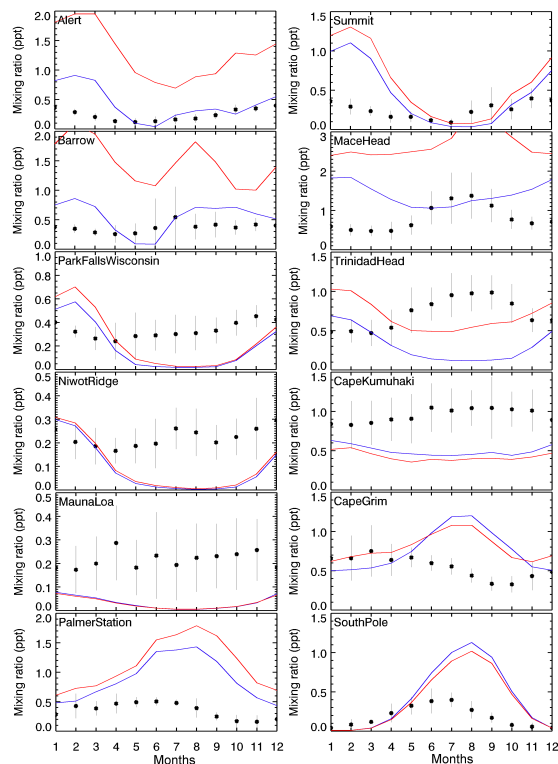 Alert
Mixing ratio (ppt)
2.0
1.5
1.0
0.5
0.0
Summit
Mixing ratio (ppt)
1.5
1.0
0.5
0.0
Barrow
Mixing ratio (ppt)
2.0
1.5
1.0
0.5
0.0
MaceHead
Mixing ratio (ppt)
3
2
1
0
ParkFallsWisconsin
Mixing ratio (ppt)
1.0
0.8
0.6
0.4
0.2
0.0
TrinidadHead
Mixing ratio (ppt)
1.5
1.0
0.5
0.0
NiwotRidge
Mixing ratio (ppt)
0.5
0.4
0.3
0.2
0.1
0.0
CapeKumuhaki
Mixing ratio (ppt)
1.5
1.0
0.5
0.0
MaunaLoa
Mixing ratio (ppt)
0.5
0.4
0.3
0.2
0.1
0.0
CapeGrim
Mixing ratio (ppt)
1.5
1.0
0.5
0.0
PalmerStation
Mixing ratio (ppt)
2.0
1.5
1.0
0.5
0.0
1 2 3 4 5 6 7 8 9 10 11 12
Months
SouthPole
Mixing ratio (ppt)
1.5
1.0
0.5
0.0
1 2 3 4 5 6 7 8 9 10 11 12
Months